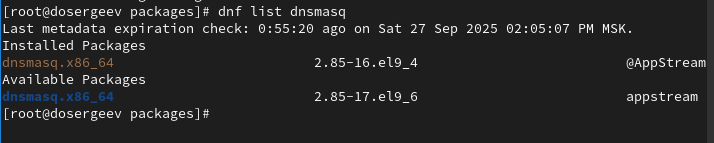 [root@dosergeev packages]# dnf list dnsmasq
Last metadata expiration check: 0:55:20 ago on Sat 27 Sep 2025 02:05:07 PM MSK.
Installed Packages
dnsmasq.x86_64 2.85-16.el9_4 @AppStream
Available Packages
dnsmasq.x86_64 2.85-17.el9_6 appstream
[root@dosergeev packages]#